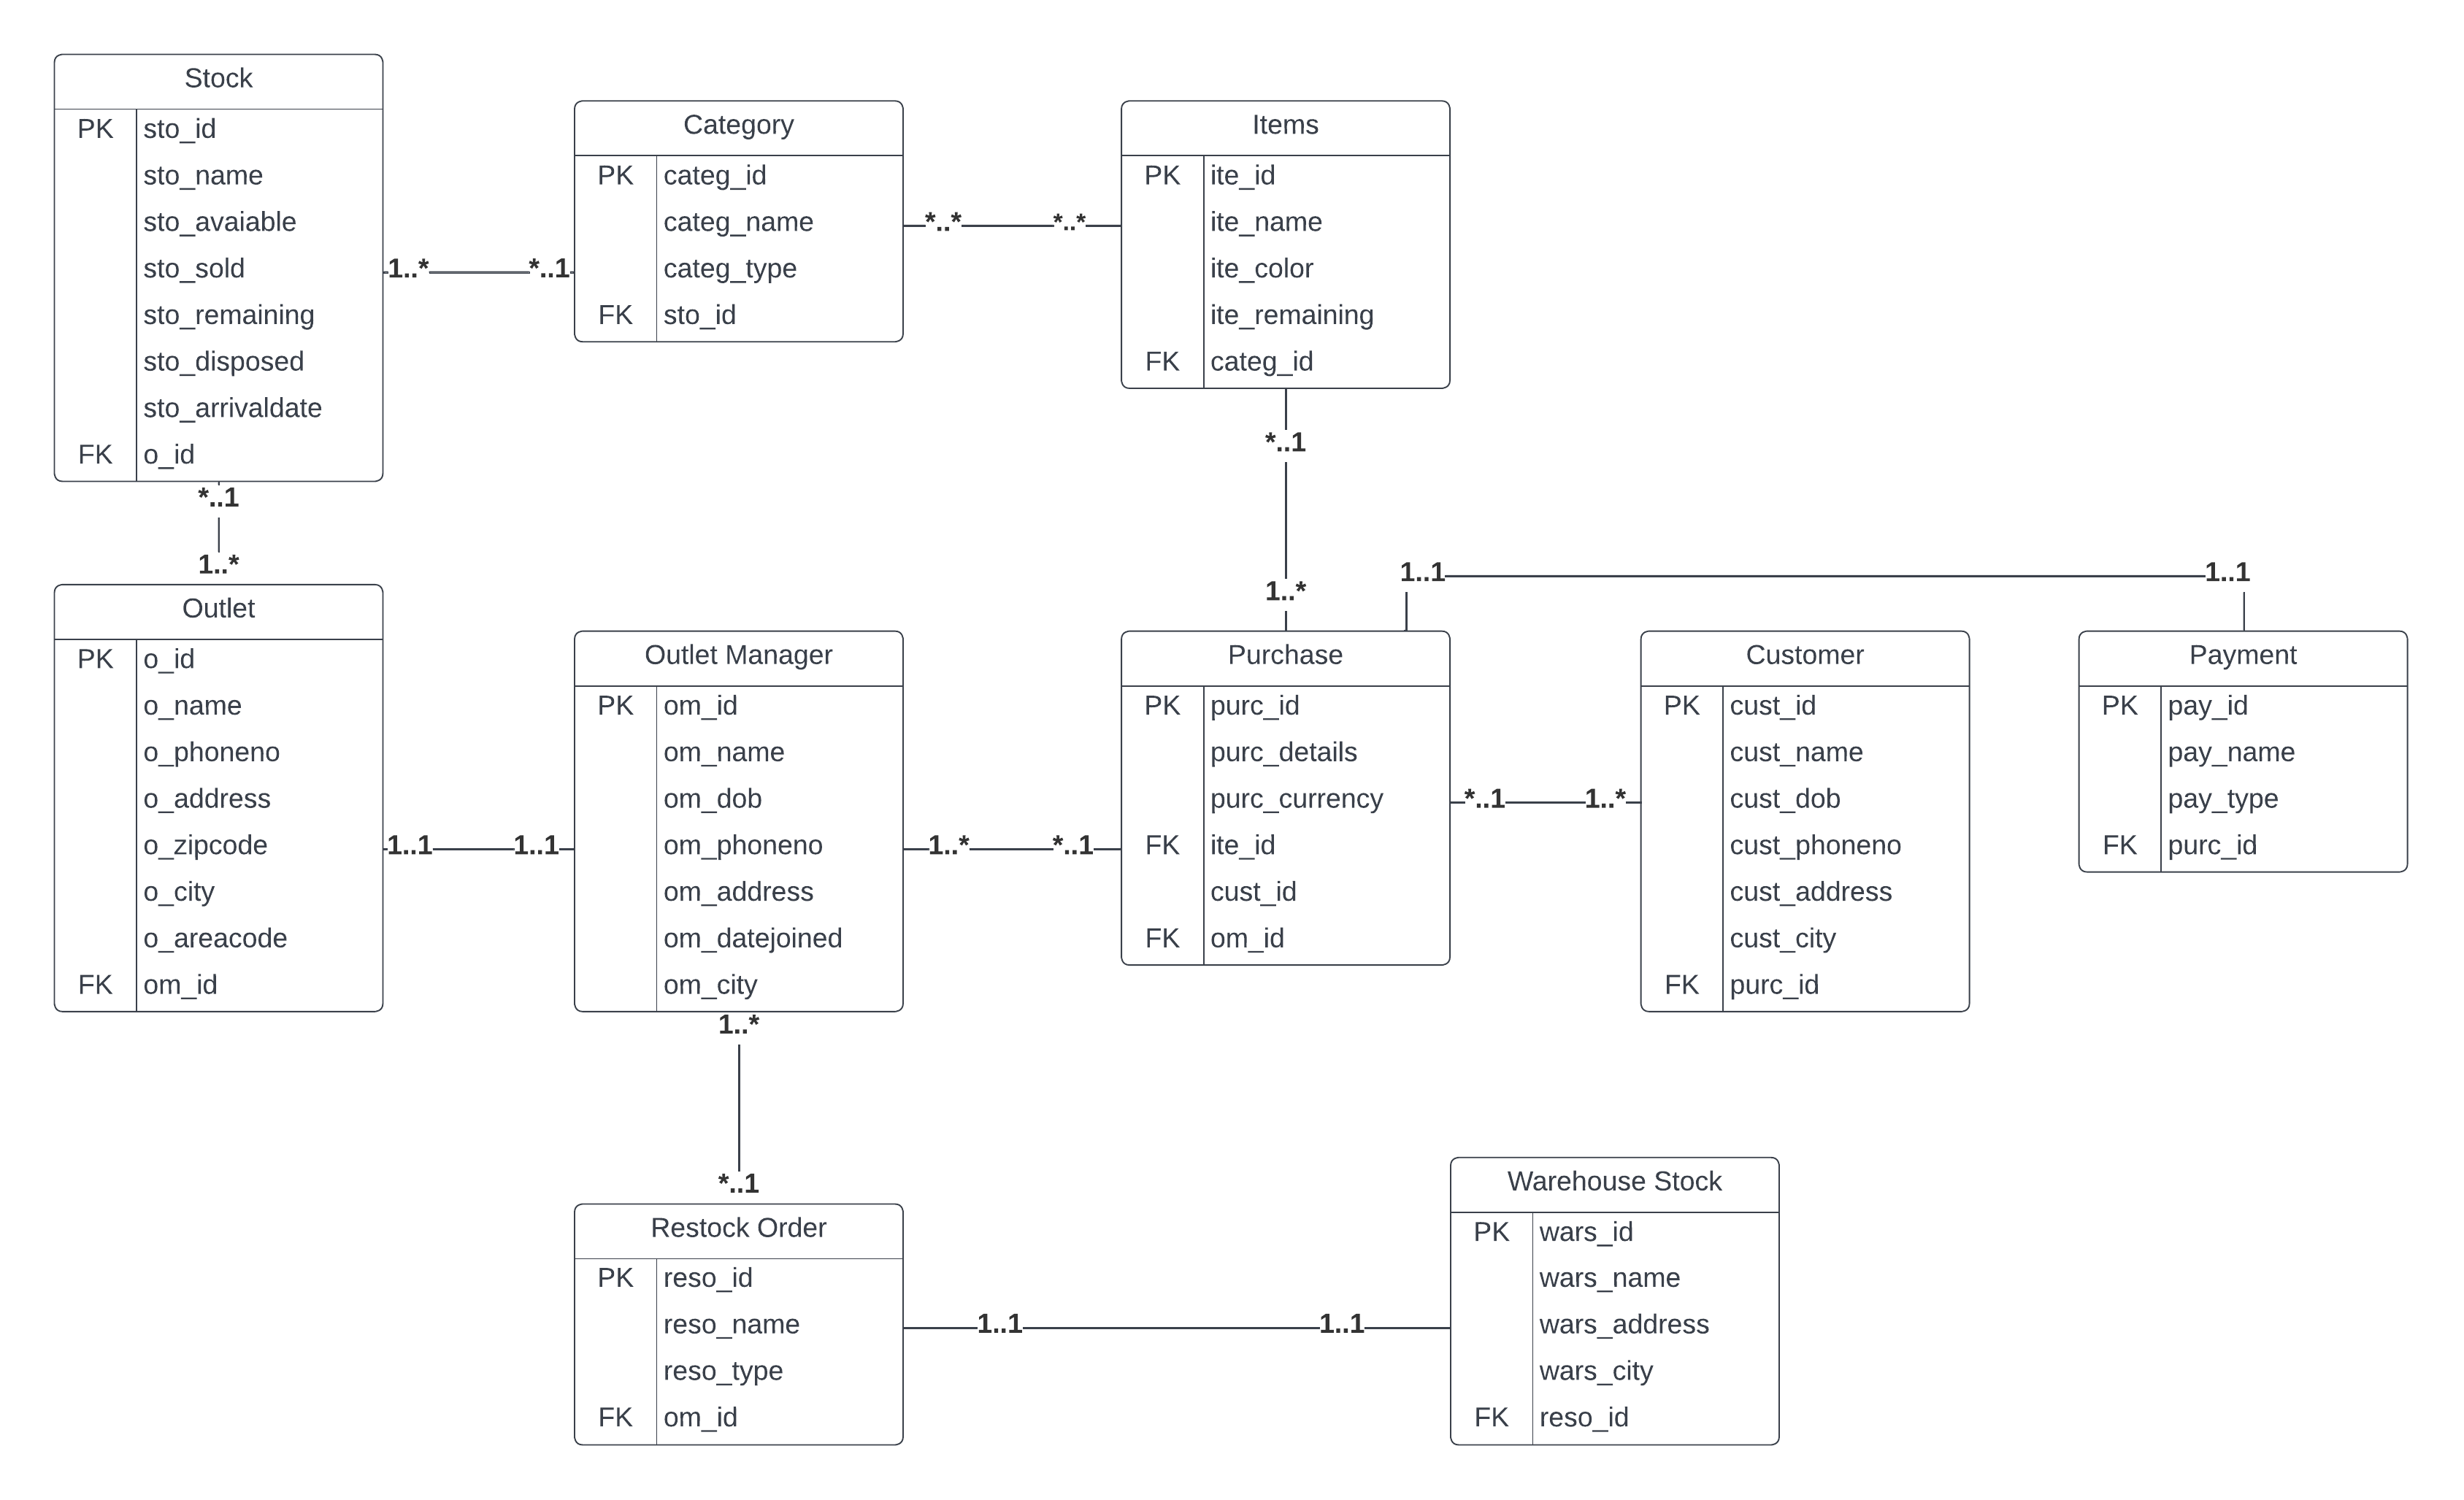 Stock
PK sto_id
sto_name
sto_avaiable
sto_sold
sto_remaining
sto_disposed
sto_arrivaldate
FK o_id
1..* *..1
Category
PK categ_id
categ_name
categ_type
FK sto_id
*..* *..*
Items
PK ite_id
ite_name
ite_color
ite_remaining
FK categ_id
*..1
1..*
*..1
1..*
1..1 1..1
Outlet
PK o_id
o_name
o_phoneno
o_address
o_zipcode
o_city
o_areacode
FK om_id
1..1 1..1
Outlet Manager
PK om_id
om_name
om_dob
om_phoneno
om_address
om_datejoined
om_city
1..* *..1
Purchase
PK purc_id
purc_details
purc_currency
FK ite_id
cust_id
FK om_id
*..1 1..*
Customer
PK cust_id
cust_name
cust_dob
cust_phoneno
cust_address
cust_city
FK purc_id
Payment
PK pay_id
pay_name
pay_type
FK purc_id
1..*
*..1
Restock Order
PK reso_id
reso_name
reso_type
FK om_id
1..1 1..1
Warehouse Stock
PK wars_id
wars_name
wars_address
wars_city
FK reso_id